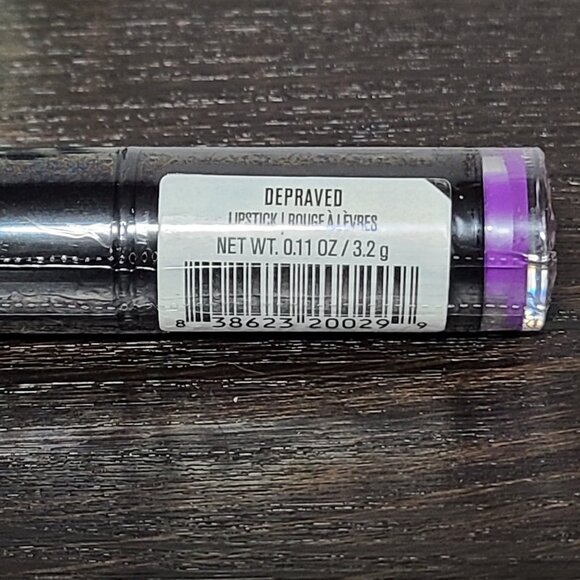 DEPRAVED
LIPSTICK | ROUGE À LÈVRES
NET WT. 0.11 OZ / 3.2 g
8 38623 20029 9